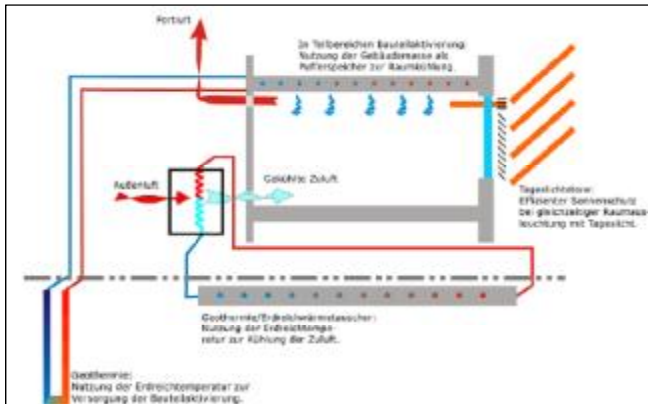 Fortluft
In Teilbereichen Bauteilaktivierung:
Nutzung der Gebäudemasse als
Pufferspeicher zur Raumkühlung.
Außenluft
Gekühlte Zuluft
Tageslichtdecke:
Effizienter Sonnenschutz
bei gleichzeitiger Raumaus-
leuchtung mit Tageslicht.
Geothermie/Erdreichwärmetauscher:
Nutzung der Erdreichtempe-
ratur zur Kühlung der Zuluft.
Geothermie:
Nutzung der Erdreichtemperatur zur
Versorgung der Bauteilaktivierung.